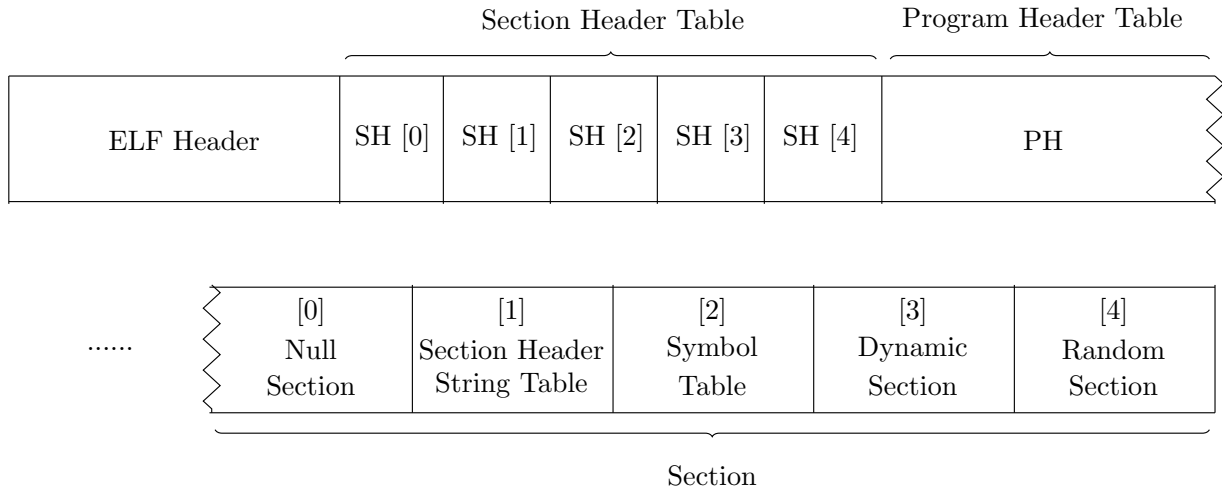 Section Header Table
Program Header Table
ELF Header
SH [0]
SH [1]
SH [2]
SH [3]
SH [4]
PH
......
[0]
Null
Section
[1]
Section Header
String Table
[2]
Symbol
Table
[3]
Dynamic
Section
[4]
Random
Section
Section